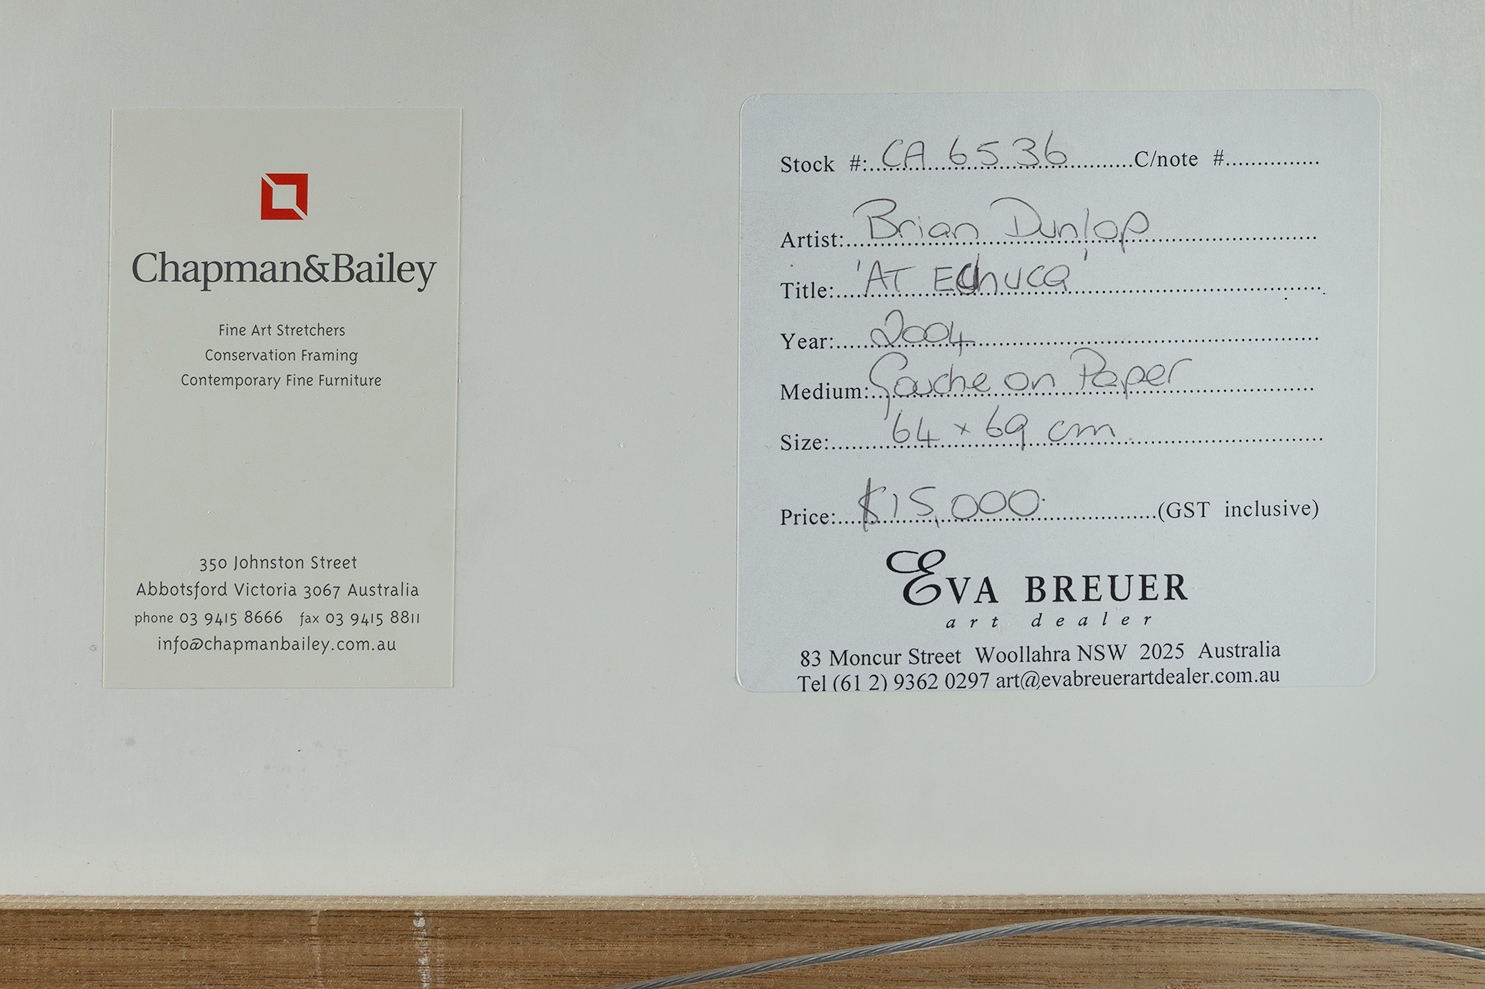 Chapman&Bailey
Fine Art Stretchers
Conservation Framing
Contemporary Fine Furniture
350 Johnston Street
Abbotsford Victoria 3067 Australia
phone 03 9415 8666 fax 03 9415 8811
info@chapmanbailey.com.au
Stock #: CA 6536 C/note #
Artist: Brian Dunlop
Title: 'AT Echuca'
Year: 2004
Medium: Gouche on Paper
Size: 64 x 69 cm
Price: $15,000 (GST inclusive)
EVA BREUER
art dealer
83 Moncur Street Woollahra NSW 2025 Australia
Tel (61 2) 9362 0297 art@evabreuerartdealer.com.au